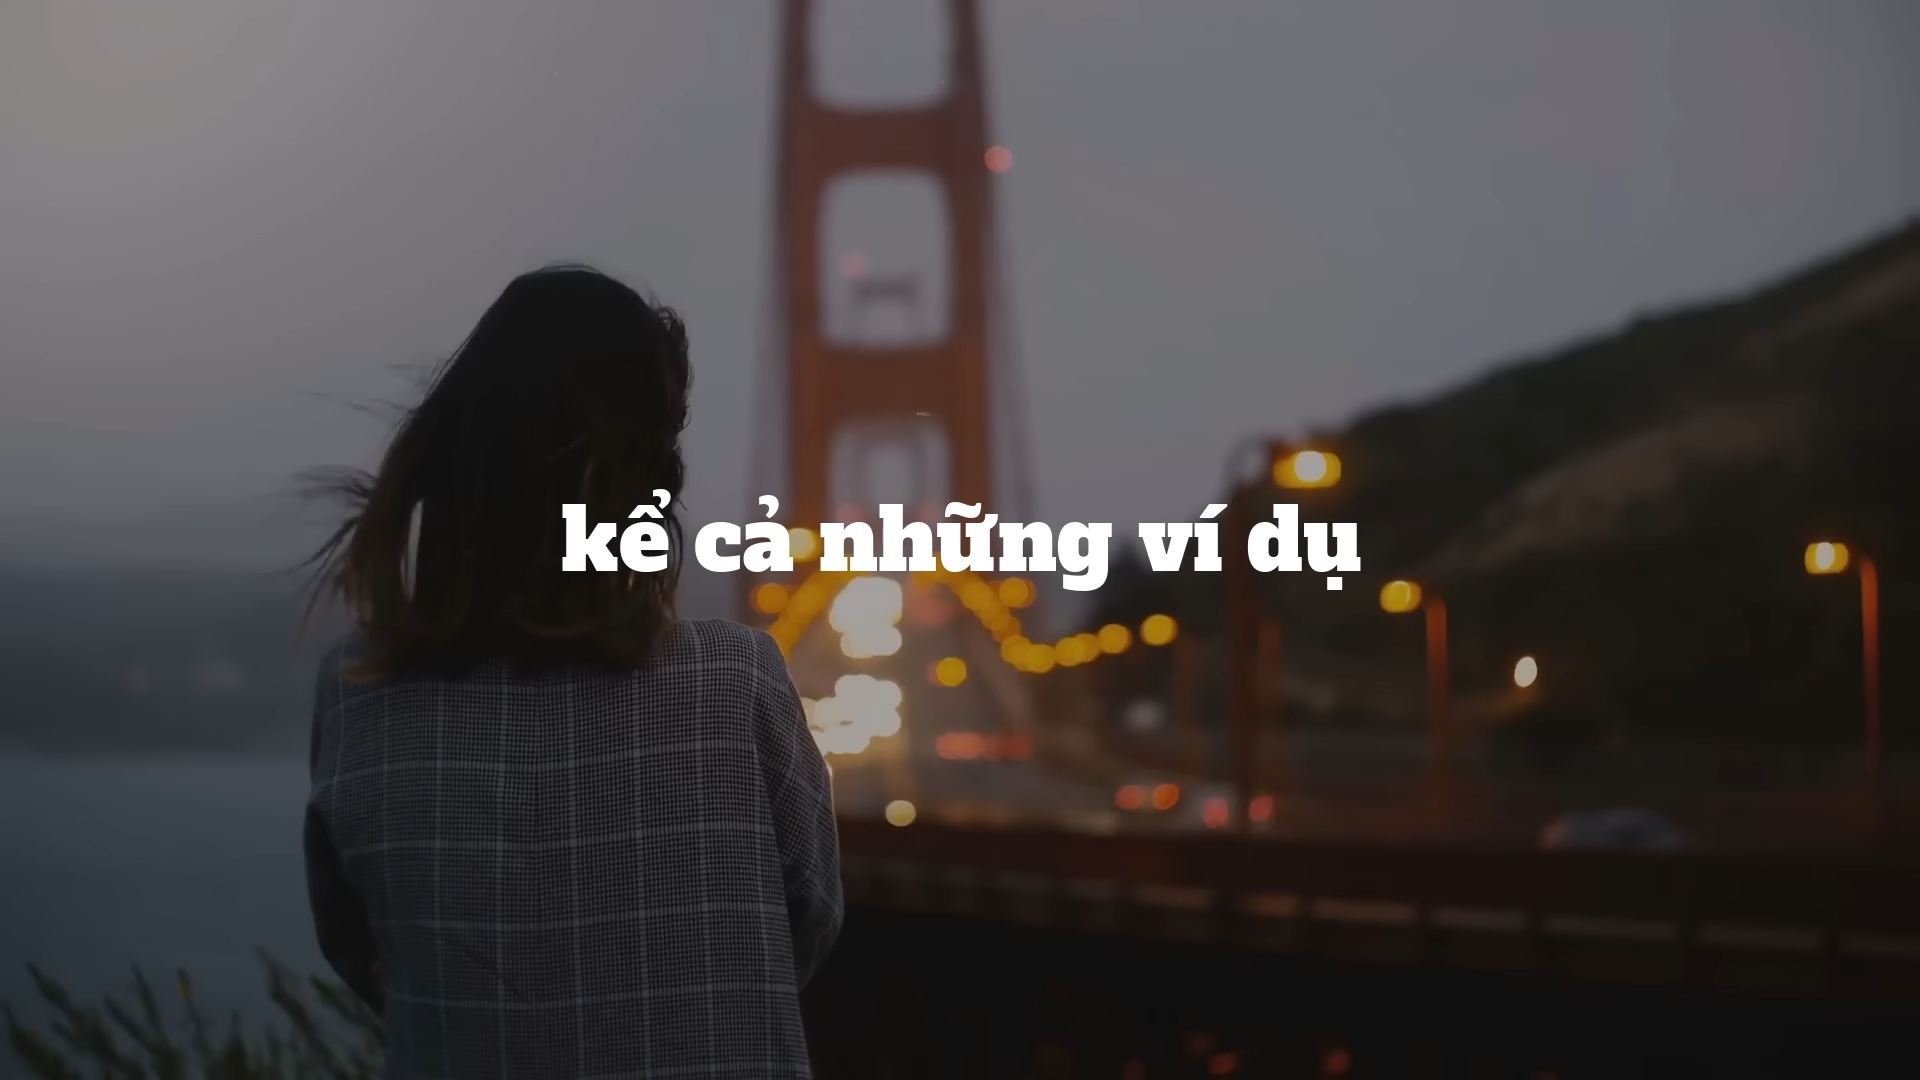 kể cả những ví dụ